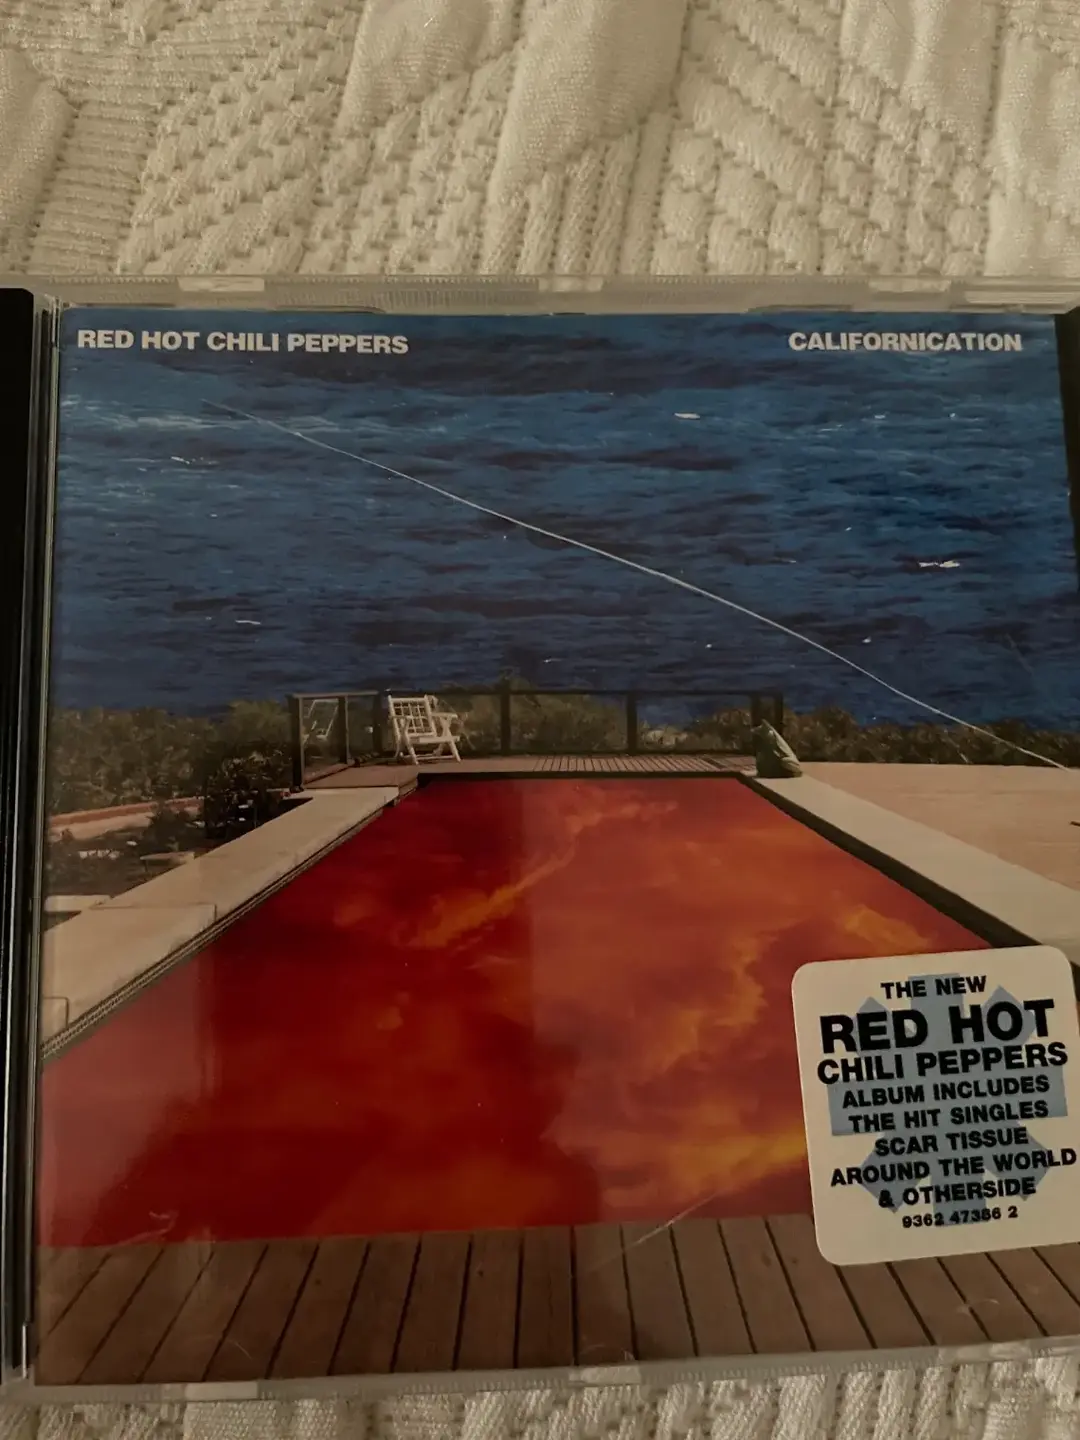 RED HOT CHILI PEPPERS
CALIFORNICATION
THE NEW
RED HOT
CHILI PEPPERS
ALBUM INCLUDES
THE HIT SINGLES
SCAR TISSUE
AROUND THE WORLD
& OTHERSIDE
9362 47386 2